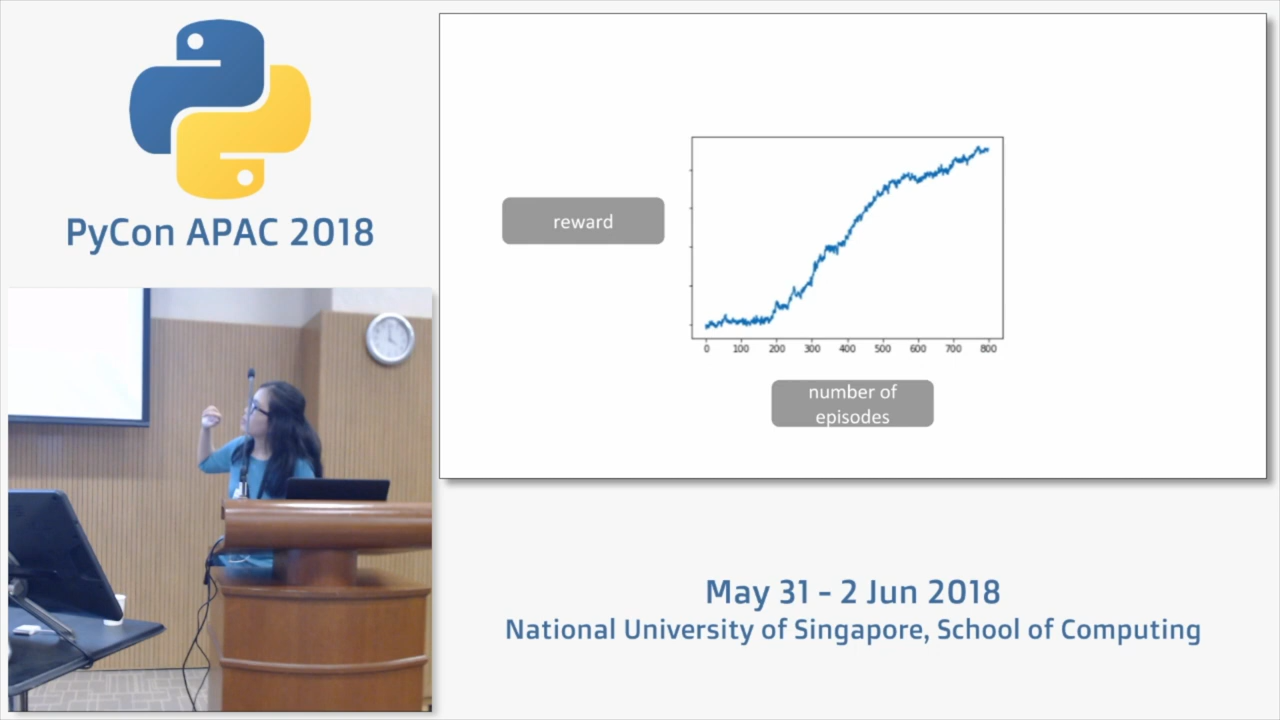 PyCon APAC 2018
reward
0 100 200 300 400 500 600 700 800
number of
episodes
May 31 - 2 Jun 2018
National University of Singapore, School of Computing